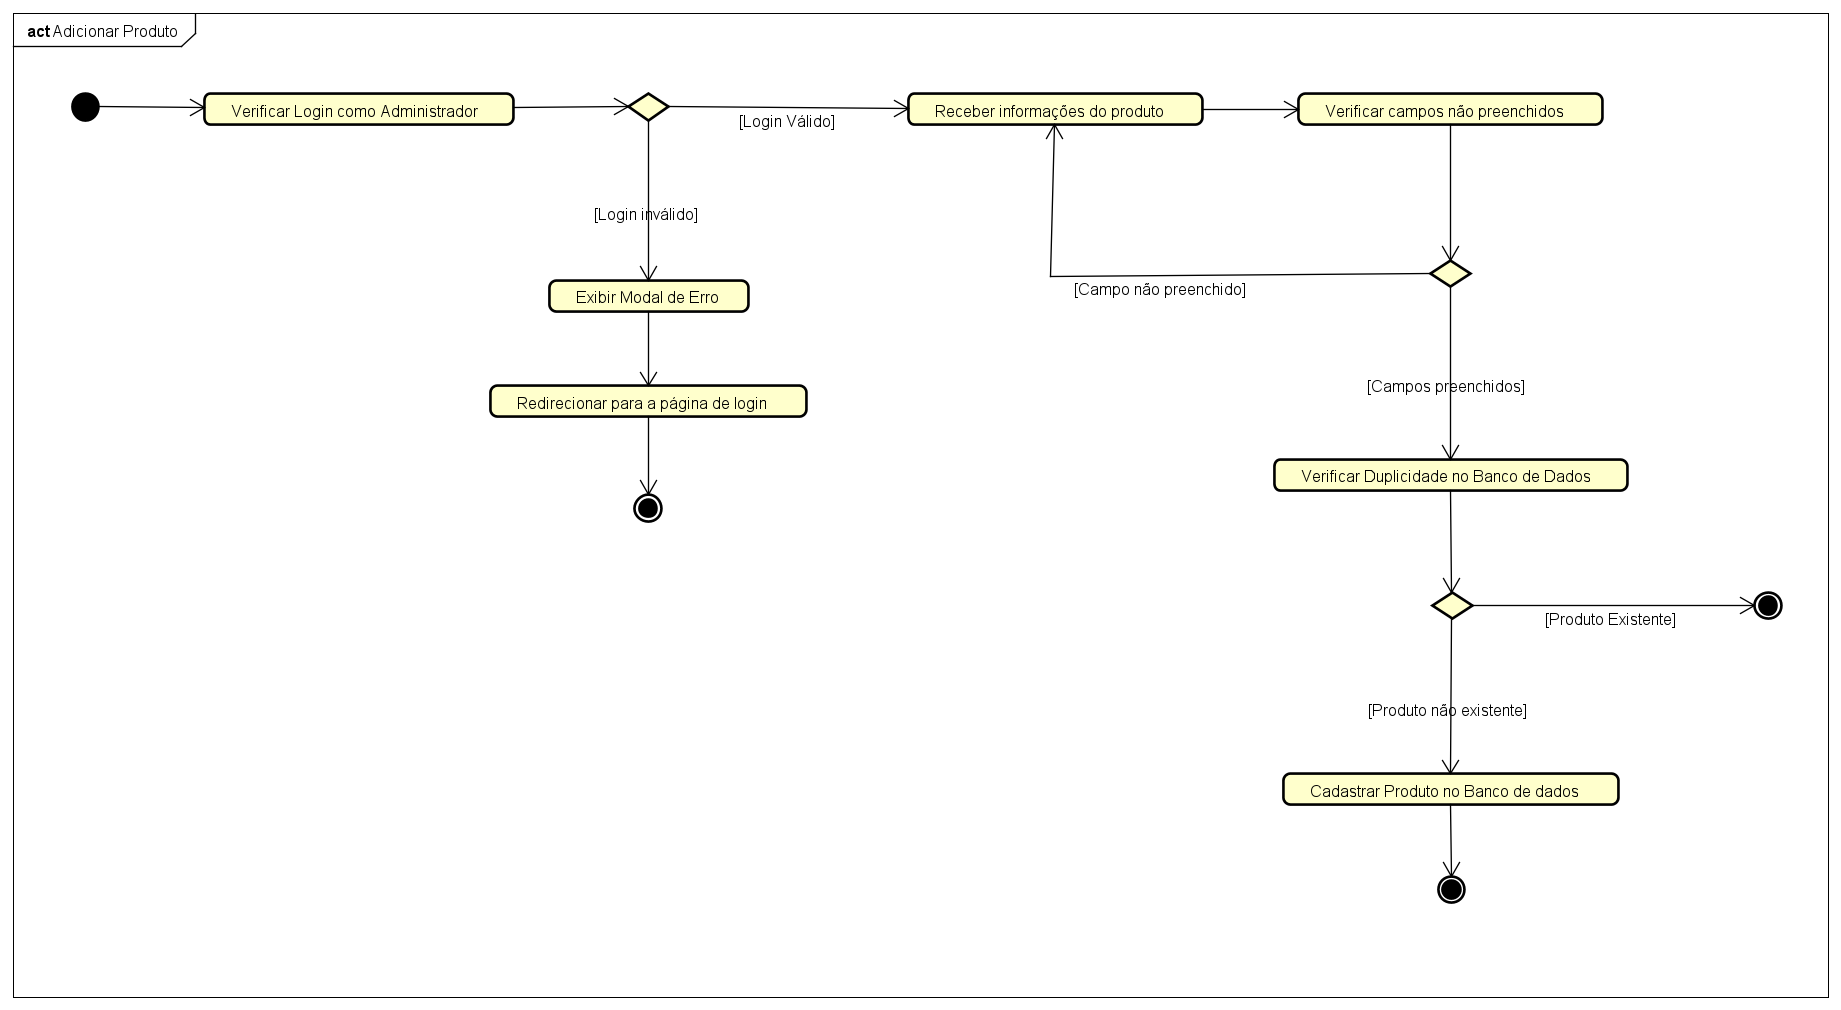 act Adicionar Produto
Verificar Login como Administrador
[Login Válido]
Receber informações do produto
Verificar campos não preenchidos
[Login inválido]
Exibir Modal de Erro
[Campo não preenchido]
Redirecionar para a página de login
[Campos preenchidos]
Verificar Duplicidade no Banco de Dados
[Produto Existente]
[Produto não existente]
Cadastrar Produto no Banco de dados